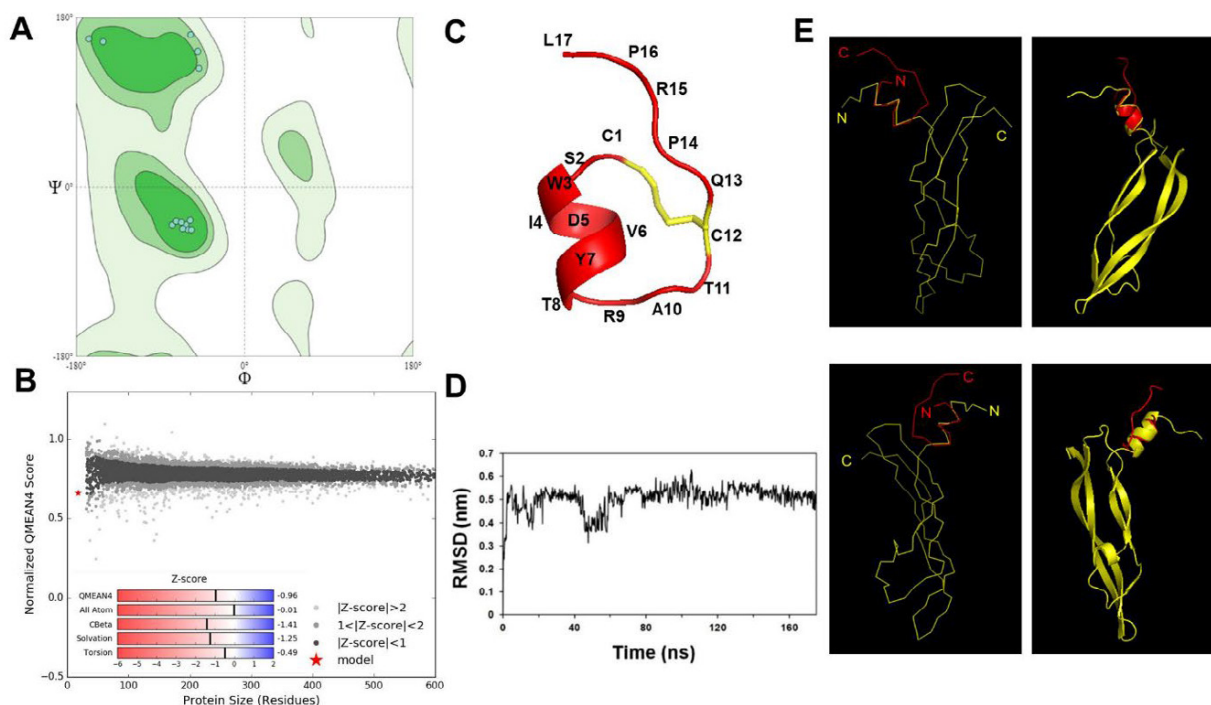 A
180°
Ψ 0°
-180°
-180° 0° 180°
Φ
B
Normalized QMEAN4 Score
1.0
0.5
0.0
-0.5
0 100 200 300 400 500 600
Protein Size (Residues)
Z-score
QMEAN4 -0.96
All Atom -0.01
CBeta -1.41
Solvation -1.25
Torsion -0.49
-6 -5 -4 -3 -2 -1 0 1 2
|Z-score|>2
1<|Z-score|<2
|Z-score|<1
model
C
L17
P16
R15
P14
C1
S2
Q13
W3
I4
D5
V6
C12
Y7
T11
T8
R9
A10
D
RMSD (nm)
0.7
0.6
0.5
0.4
0.3
0.2
0.1
0
0 40 80 120 160
Time (ns)
E
C
N
N
C
C
N
N
C